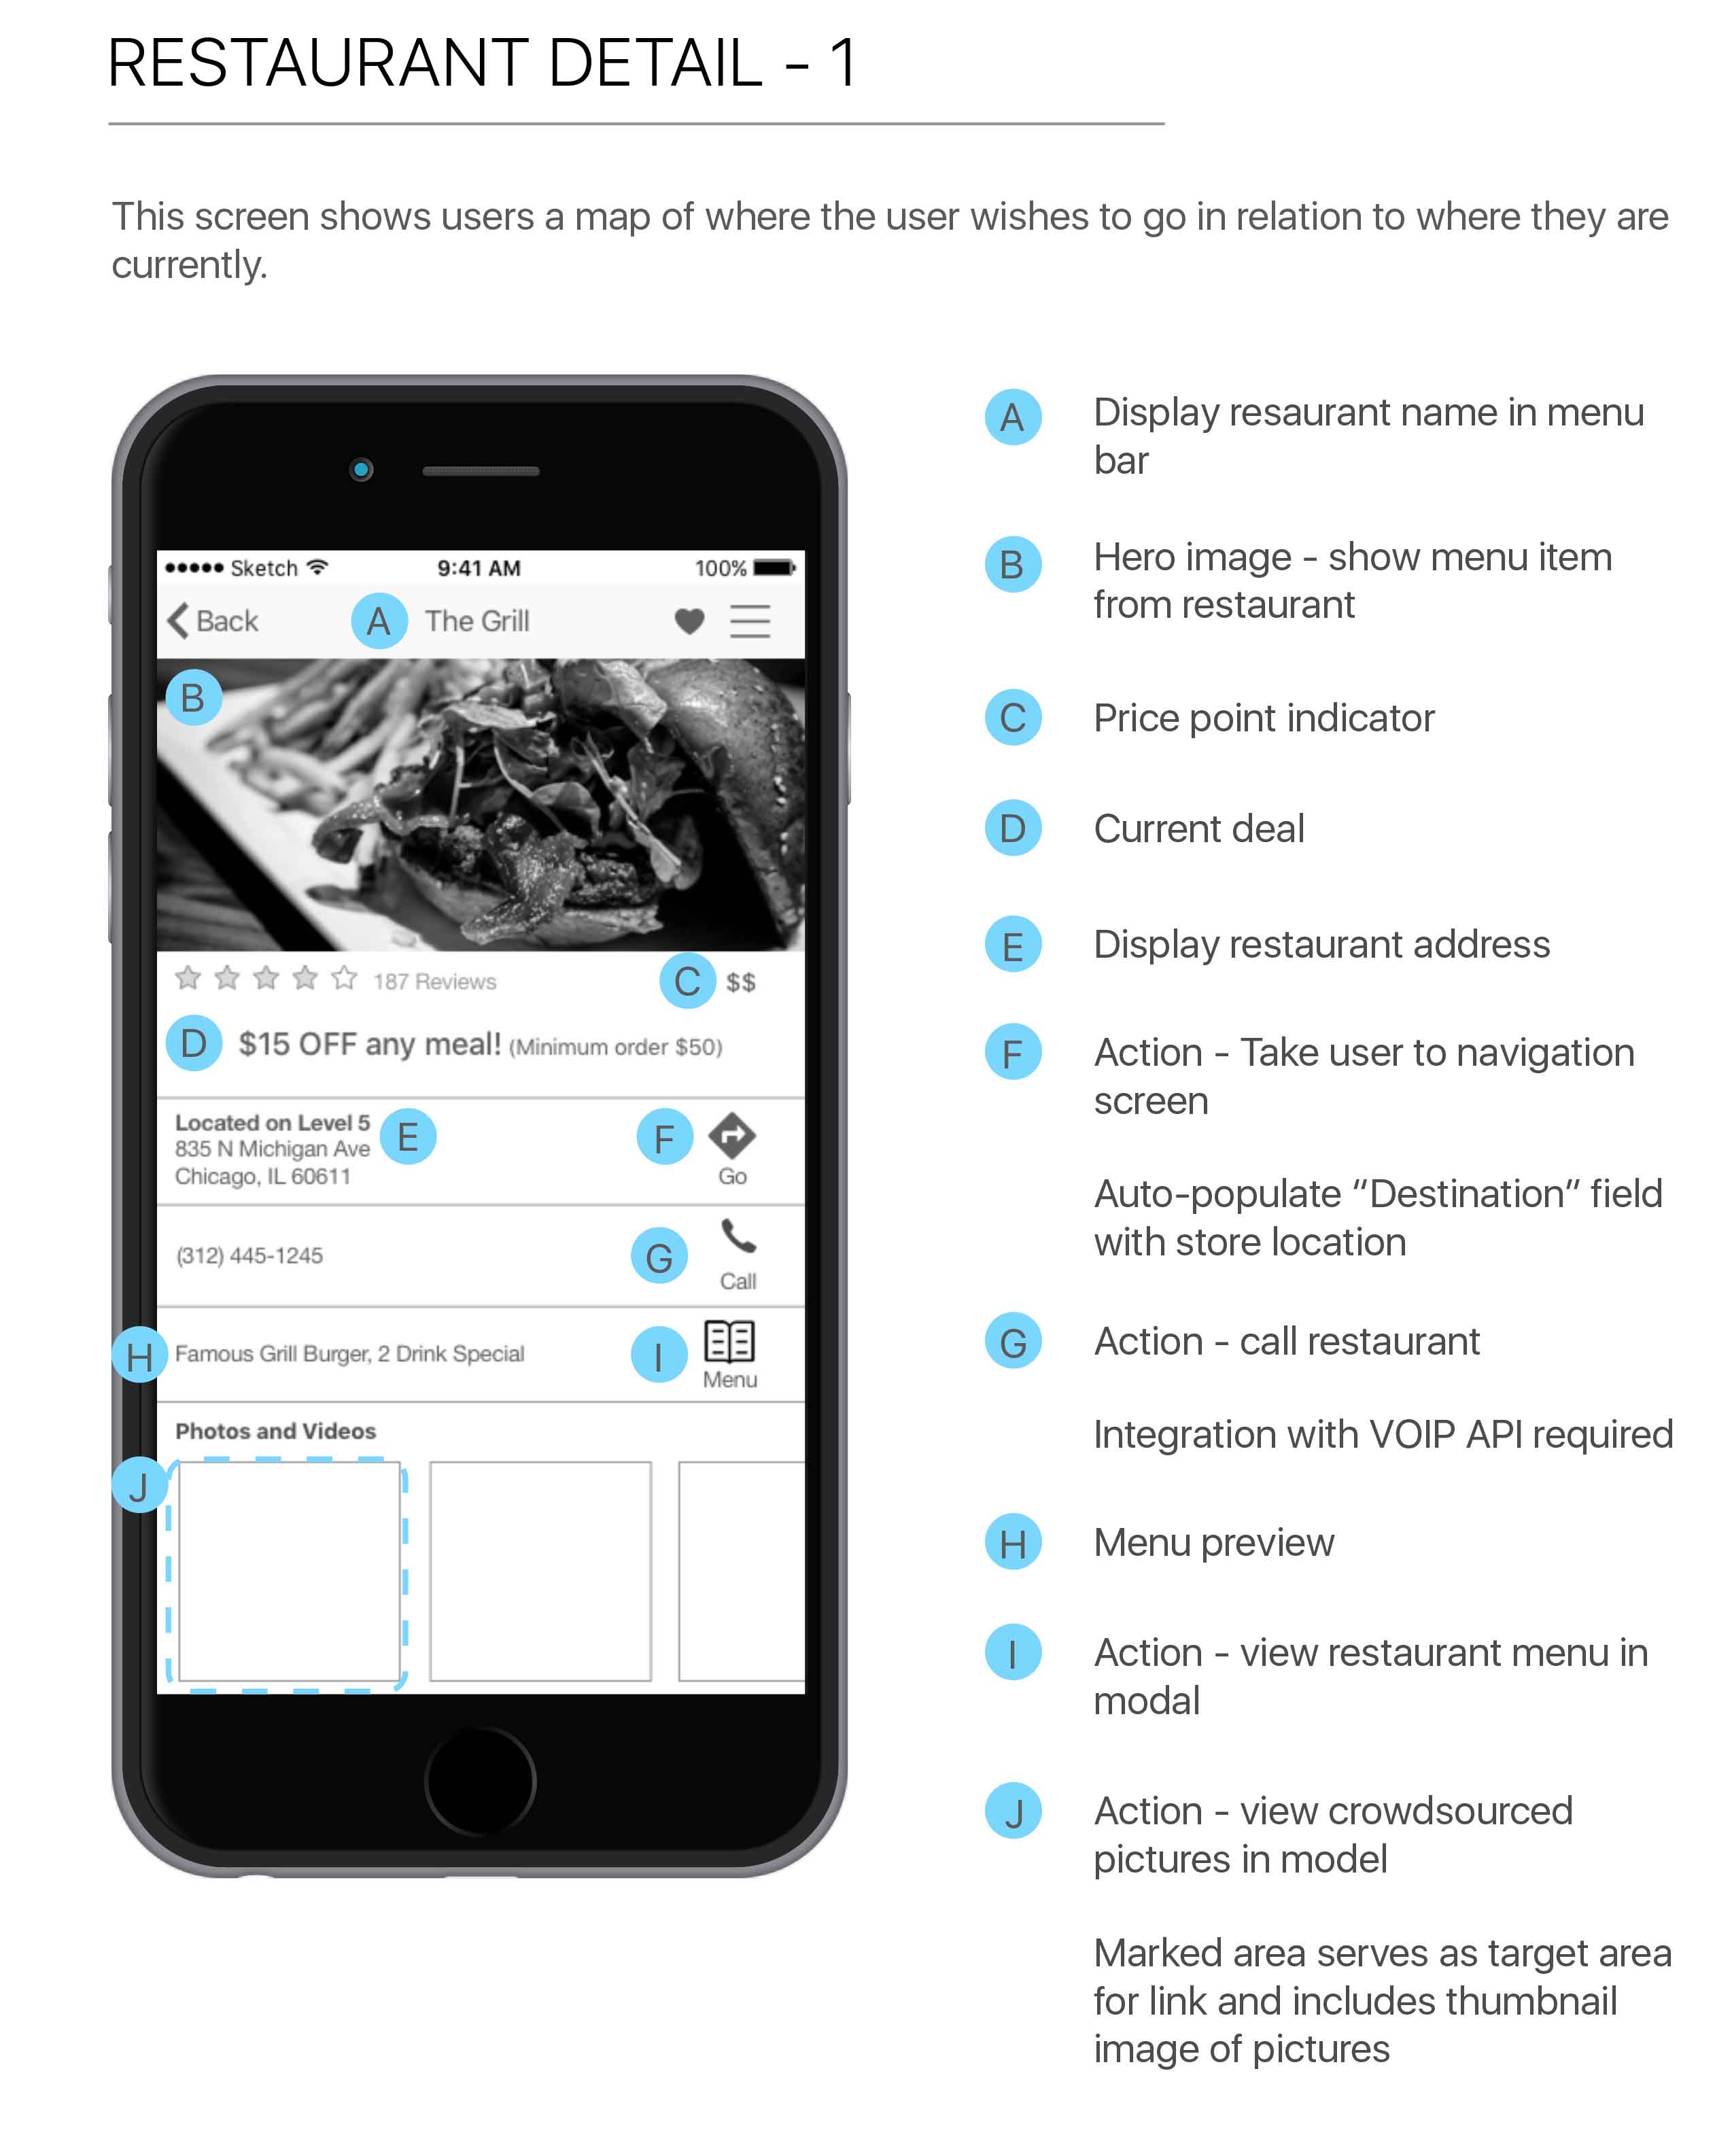 RESTAURANT DETAIL - 1
This screen shows users a map of where the user wishes to go in relation to where they are
currently.
Sketch 9:41 AM 100%
Back A The Grill
B
187 Reviews C $$
D $15 OFF any meal! (Minimum order $50)
Located on Level 5
835 N Michigan Ave
Chicago, IL 60611
E
F
Go
(312) 445-1245
G
Call
H Famous Grill Burger, 2 Drink Special
I
Menu
Photos and Videos
J
A Display resaurant name in menu
bar
B Hero image - show menu item
from restaurant
C Price point indicator
D Current deal
E Display restaurant address
F Action - Take user to navigation
screen
Auto-populate “Destination” field
with store location
G Action - call restaurant
Integration with VOIP API required
H Menu preview
I Action - view restaurant menu in
modal
J Action - view crowdsourced
pictures in model
Marked area serves as target area
for link and includes thumbnail
image of pictures